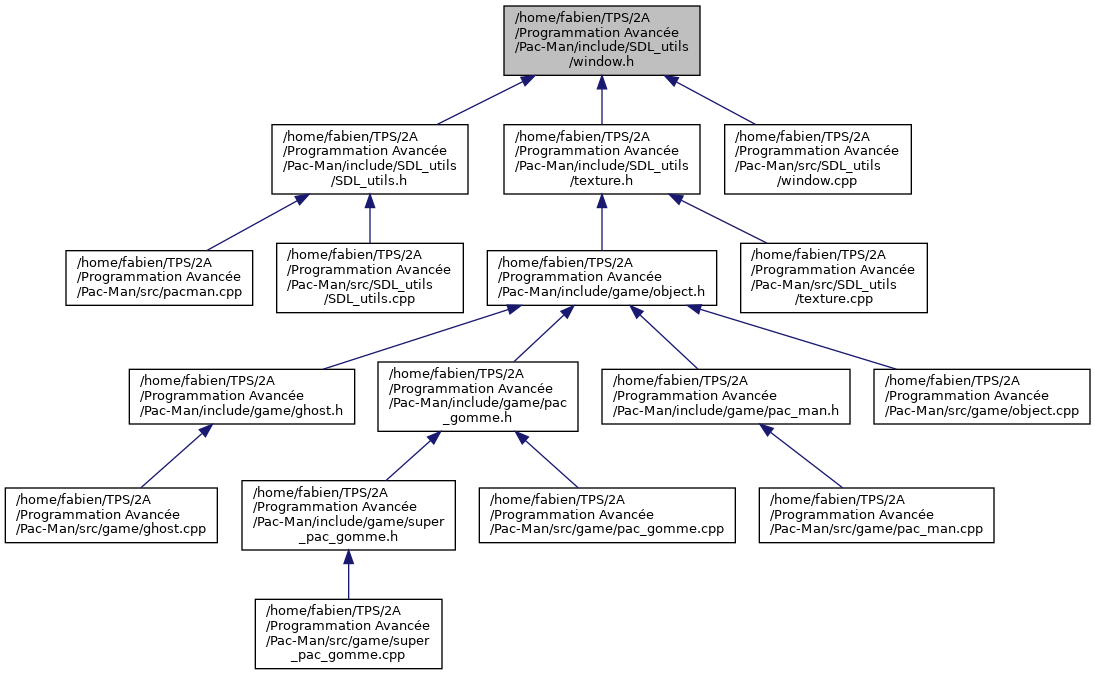 /home/fabien/TPS/2A
/Programmation Avancée
/Pac-Man/include/SDL_utils
/window.h
/home/fabien/TPS/2A
/Programmation Avancée
/Pac-Man/include/SDL_utils
/SDL_utils.h
/home/fabien/TPS/2A
/Programmation Avancée
/Pac-Man/include/SDL_utils
/texture.h
/home/fabien/TPS/2A
/Programmation Avancée
/Pac-Man/src/SDL_utils
/window.cpp
/home/fabien/TPS/2A
/Programmation Avancée
/Pac-Man/src/pacman.cpp
/home/fabien/TPS/2A
/Programmation Avancée
/Pac-Man/src/SDL_utils
/SDL_utils.cpp
/home/fabien/TPS/2A
/Programmation Avancée
/Pac-Man/include/game/object.h
/home/fabien/TPS/2A
/Programmation Avancée
/Pac-Man/src/SDL_utils
/texture.cpp
/home/fabien/TPS/2A
/Programmation Avancée
/Pac-Man/include/game/ghost.h
/home/fabien/TPS/2A
/Programmation Avancée
/Pac-Man/include/game/pac
_gomme.h
/home/fabien/TPS/2A
/Programmation Avancée
/Pac-Man/include/game/pac_man.h
/home/fabien/TPS/2A
/Programmation Avancée
/Pac-Man/src/game/object.cpp
/home/fabien/TPS/2A
/Programmation Avancée
/Pac-Man/src/game/ghost.cpp
/home/fabien/TPS/2A
/Programmation Avancée
/Pac-Man/include/game/super
_pac_gomme.h
/home/fabien/TPS/2A
/Programmation Avancée
/Pac-Man/src/game/pac_gomme.cpp
/home/fabien/TPS/2A
/Programmation Avancée
/Pac-Man/src/game/pac_man.cpp
/home/fabien/TPS/2A
/Programmation Avancée
/Pac-Man/src/game/super
_pac_gomme.cpp